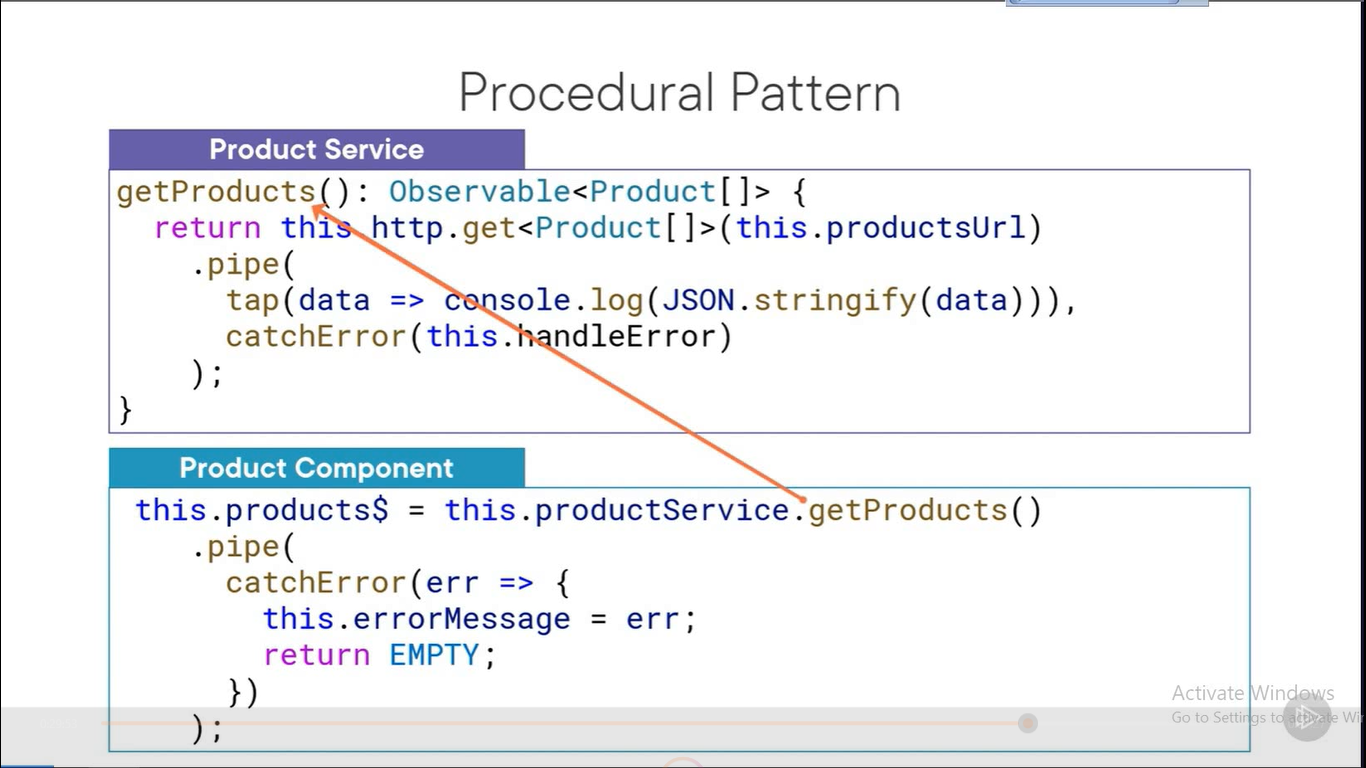 Procedural Pattern
Product Service
getProducts(): Observable<Product[]> {
  return this.http.get<Product[]>(this.productsUrl)
    .pipe(
      tap(data => console.log(JSON.stringify(data))),
      catchError(this.handleError)
    );
}
Product Component
this.products$ = this.productService.getProducts()
    .pipe(
      catchError(err => {
        this.errorMessage = err;
        return EMPTY;
      })
    );
Activate Windows
Go to Settings to activate